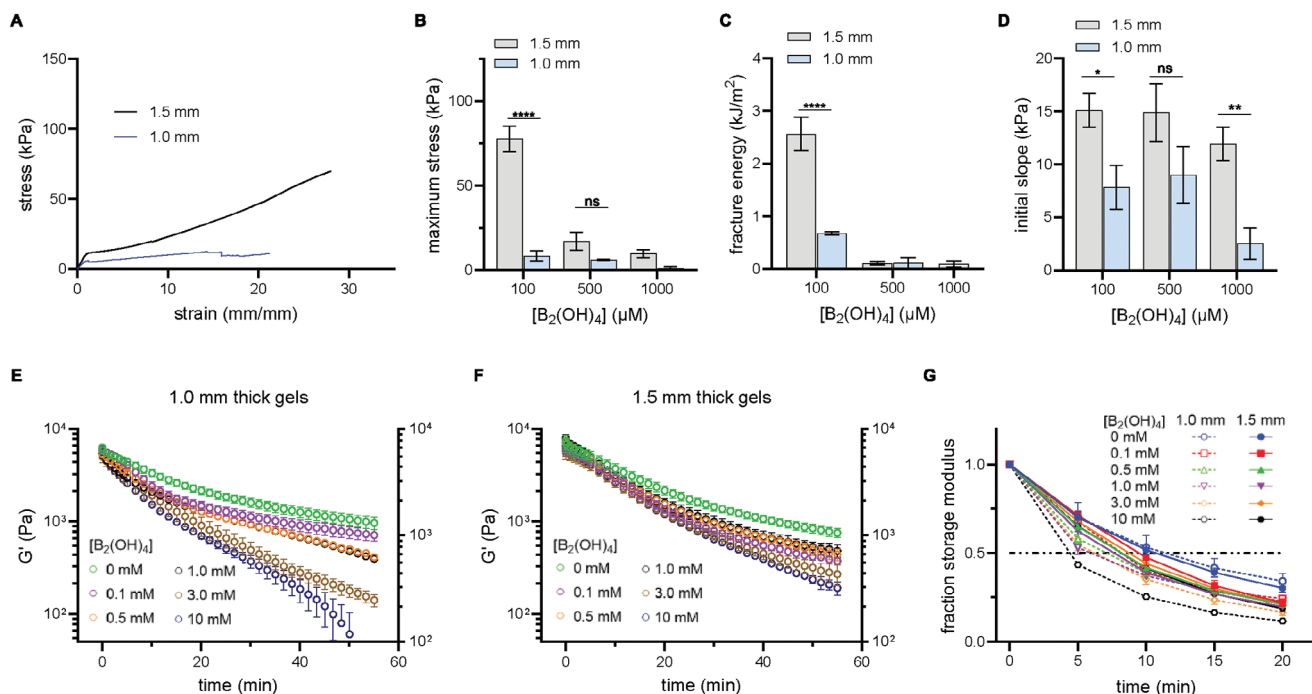 A
150
100
50
0
stress (kPa)
1.5 mm
1.0 mm
0
10
20
30
strain (mm/mm)
B
1.5 mm
1.0 mm
100
75
50
25
0
maximum stress (kPa)
****
ns
100
500
1000
[B₂(OH)₄] (µM)
C
1.5 mm
1.0 mm
4
3
2
1
0
fracture energy (kJ/m²)
****
100
500
1000
[B₂(OH)₄] (µM)
D
1.5 mm
1.0 mm
20
15
10
5
0
initial slope (kPa)
*
ns
**
100
500
1000
[B₂(OH)₄] (µM)
E
1.0 mm thick gels
10⁴
10³
10²
G' (Pa)
10⁴
10³
10²
[B₂(OH)₄]
0 mM
1.0 mM
0.1 mM
3.0 mM
0.5 mM
10 mM
0
20
40
60
time (min)
F
1.5 mm thick gels
10⁴
10³
10²
G' (Pa)
10⁴
10³
10²
[B₂(OH)₄]
0 mM
1.0 mM
0.1 mM
3.0 mM
0.5 mM
10 mM
0
20
40
60
time (min)
G
[B₂(OH)₄] 1.0 mm 1.5 mm
0 mM
0.1 mM
0.5 mM
1.0 mM
3.0 mM
10 mM
1.0
0.5
0.0
fraction storage modulus
0
5
10
15
20
time (min)